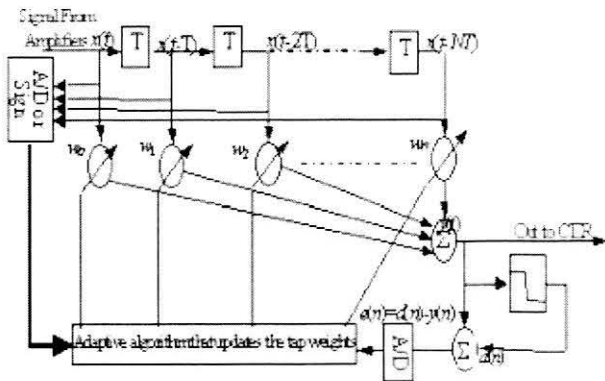 Signal From
Amplifiers x(t)
T
x(t-T)
T
x(t-2T)
T
x(t-NT)
A/D or
Sign
w0
w1
w2
wN
Σ
Out to CDR
e(n)=d(n)-y(n)
A/D
Σ
d(n)
Adaptive algorithm that updates the tap weights